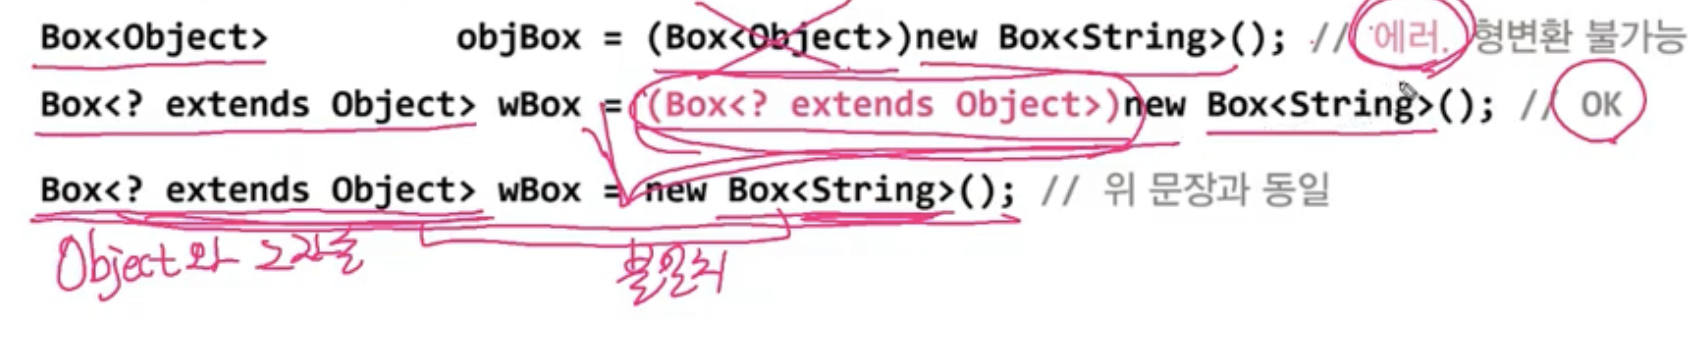 Box<Object> objBox = (Box<Object>)new Box<String>(); // 에러. 형변환 불가능
Box<? extends Object> wBox = (Box<? extends Object>)new Box<String>(); // OK
Box<? extends Object> wBox = new Box<String>(); // 위 문장과 동일
Object와 그자손
불일치